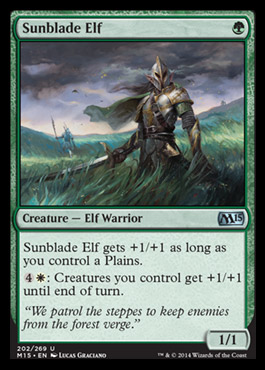 Sunblade Elf
Creature — Elf Warrior
M15
Sunblade Elf gets +1/+1 as long as
you control a Plains.
4: Creatures you control get +1/+1
until end of turn.
“We patrol the steppes to keep enemies
from the forest verge.”
1/1
202/269 U
M15 • EN LUCAS GRACIANO
™ & © 2014 Wizards of the Coast